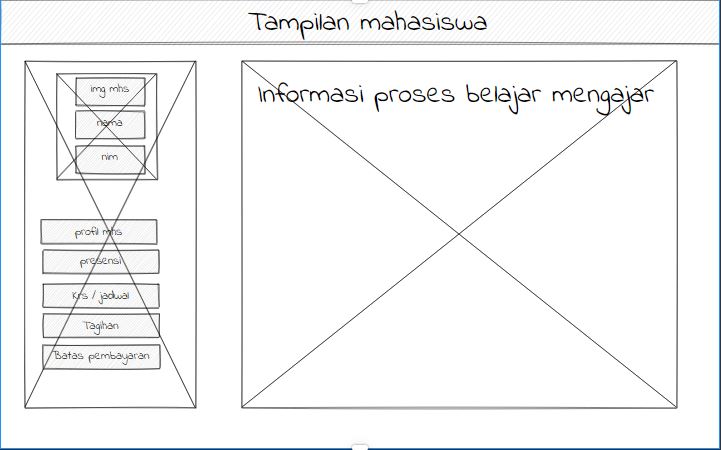 Tampilan mahasiswa
img mhs
nama
nim
profil mhs
presensi
Krs / jadwal
Tagihan
Batas pembayaran
Informasi proses belajar mengajar